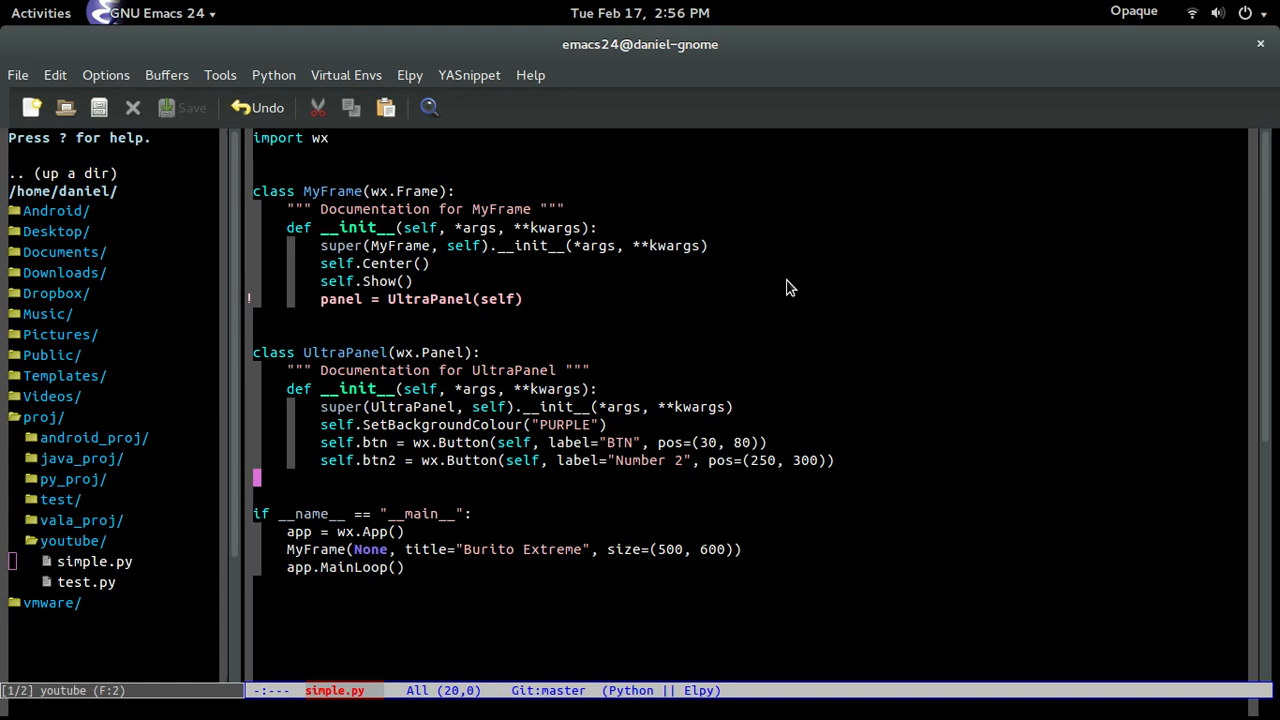 Activities GNU Emacs 24 Tue Feb 17, 2:56 PM Opaque
emacs24@daniel-gnome ×
File Edit Options Buffers Tools Python Virtual Envs Elpy YASnippet Help
Save Undo
Press ? for help.
.. (up a dir)
/home/daniel/
Android/
Desktop/
Documents/
Downloads/
Dropbox/
Music/
Pictures/
Public/
Templates/
Videos/
proj/
android_proj/
java_proj/
py_proj/
test/
vala_proj/
youtube/
simple.py
test.py
vmware/
[1/2] youtube (F:2)
import wx
class MyFrame(wx.Frame):
    """ Documentation for MyFrame """
    def __init__(self, *args, **kwargs):
        super(MyFrame, self).__init__(*args, **kwargs)
        self.Center()
        self.Show()
!       panel = UltraPanel(self)
class UltraPanel(wx.Panel):
    """ Documentation for UltraPanel """
    def __init__(self, *args, **kwargs):
        super(UltraPanel, self).__init__(*args, **kwargs)
        self.SetBackgroundColour("PURPLE")
        self.btn = wx.Button(self, label="BTN", pos=(30, 80))
        self.btn2 = wx.Button(self, label="Number 2", pos=(250, 300))
if __name__ == "__main__":
    app = wx.App()
    MyFrame(None, title="Burito Extreme", size=(500, 600))
    app.MainLoop()
-:--- simple.py All (20,0) Git:master (Python || Elpy)